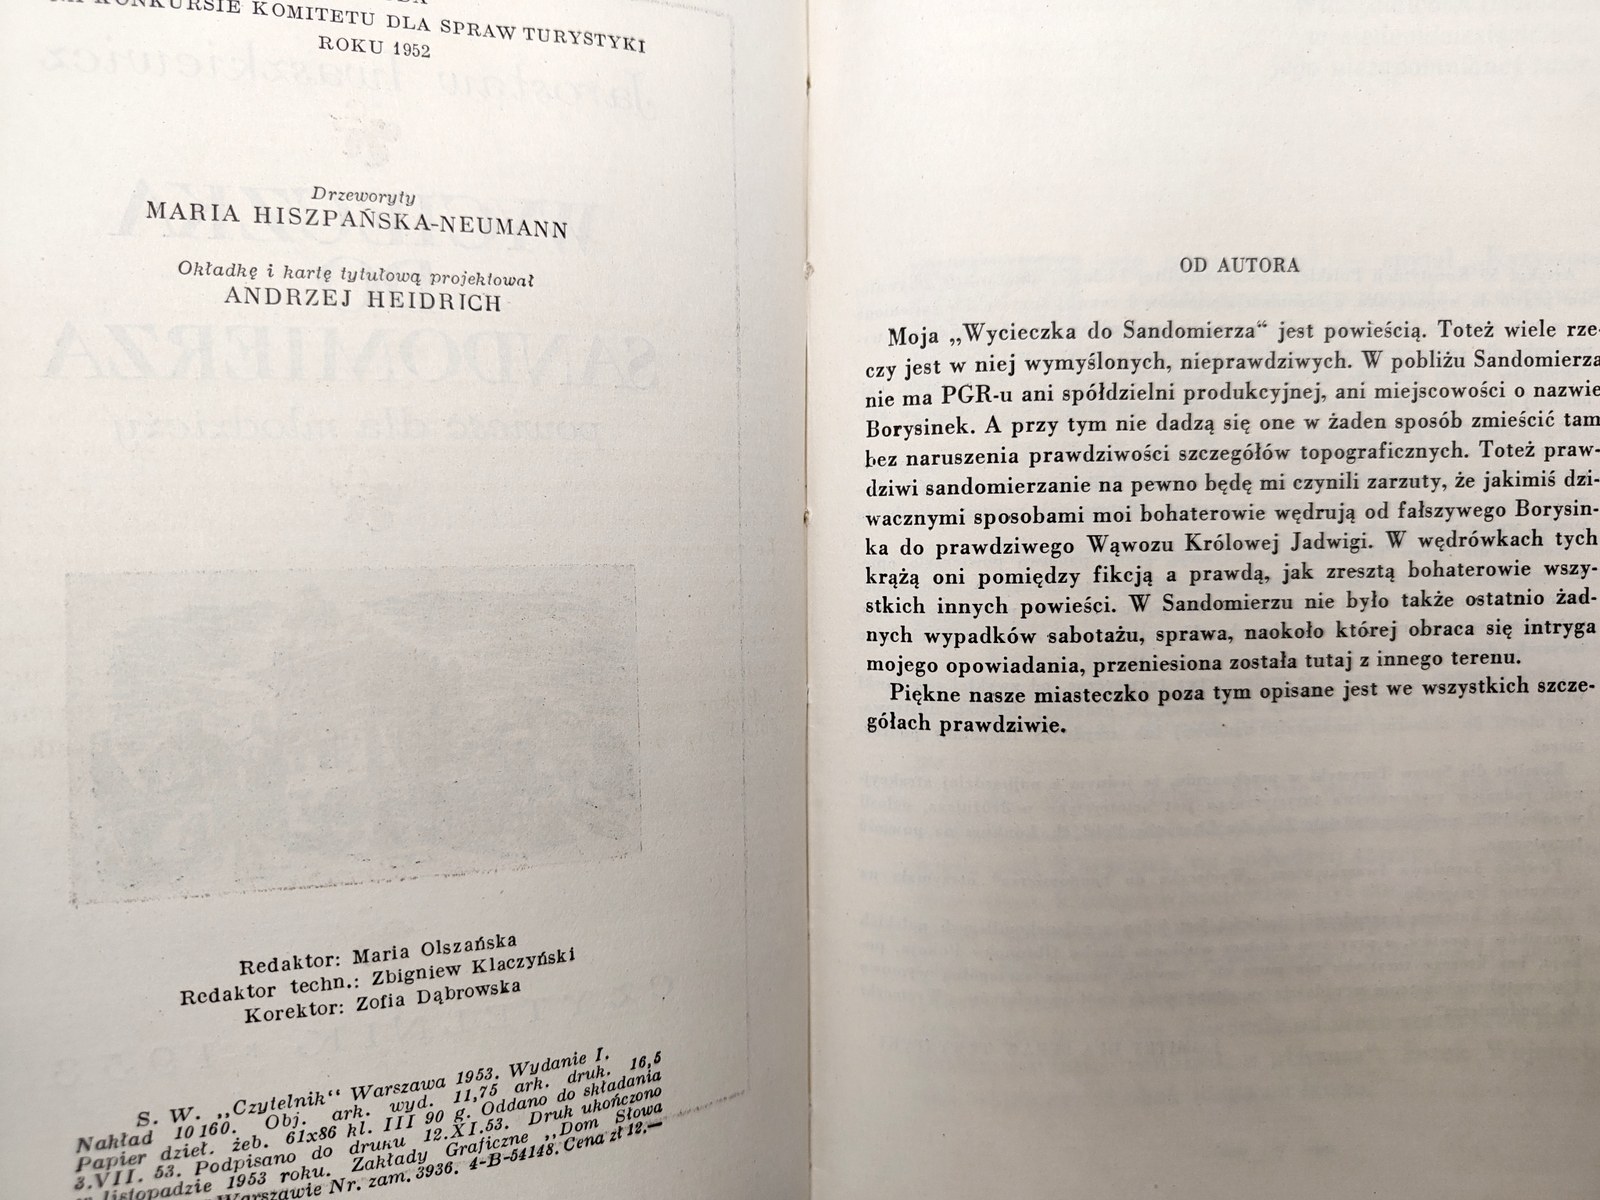 KONKURSIE KOMITETU DLA SPRAW TURYSTYKI
ROKU 1952
Drzeworyty
MARIA HISZPAŃSKA-NEUMANN
Okładkę i kartę tytułową projektował
ANDRZEJ HEIDRICH
Redaktor: Maria Olszańska
Redaktor techn.: Zbigniew Klaczyński
Korektor: Zofia Dąbrowska
S. W. „Czytelnik“ Warszawa 1953. Wydanie I.
Nakład 10160. Obj. ark. wyd. 11,75 ark. druk. 16,5
Papier dzieł. żeb. 61x86 kl. III 90 g. Oddano do składania
3.VII. 53. Podpisano do druku 12.XI.53. Druk ukończono
w listopadzie 1953 roku. Zakłady Graficzne „Dom Słowa
Warszawie Nr. zam. 3936. 4-B-54148. Cena zł 12.—
OD AUTORA
Moja „Wycieczka do Sandomierza“ jest powieścią. Toteż wiele rze-
czy jest w niej wymyślonych, nieprawdziwych. W pobliżu Sandomierza
nie ma PGR-u ani spółdzielni produkcyjnej, ani miejscowości o nazwie
Borysinek. A przy tym nie dadzą się one w żaden sposób zmieścić tam
bez naruszenia prawdziwości szczegółów topograficznych. Toteż praw-
dziwi sandomierzanie na pewno będę mi czynili zarzuty, że jakimiś dzi-
wacznymi sposobami moi bohaterowie wędrują od fałszywego Borysin-
ka do prawdziwego Wąwozu Królowej Jadwigi. W wędrówkach tych
krążą oni pomiędzy fikcją a prawdą, jak zresztą bohaterowie wszy-
stkich innych powieści. W Sandomierzu nie było także ostatnio żad-
nych wypadków sabotażu, sprawa, naokoło której obraca się intryga
mojego opowiadania, przeniesiona została tutaj z innego terenu.
Piękne nasze miasteczko poza tym opisane jest we wszystkich szcze-
gółach prawdziwie.